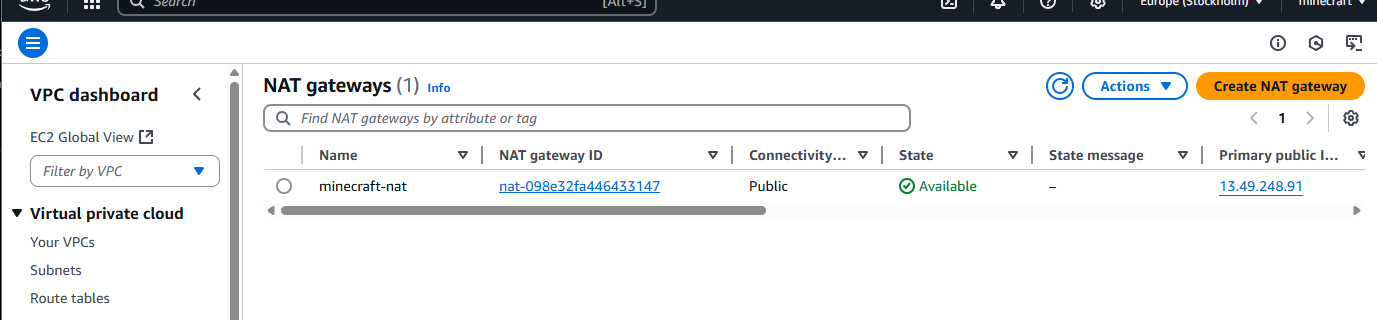 aws
Search [Alt+S] Europe (Stockholm) minecraft
VPC dashboard
EC2 Global View
Filter by VPC
Virtual private cloud
Your VPCs
Subnets
Route tables
NAT gateways (1) Info Actions Create NAT gateway
Find NAT gateways by attribute or tag 1
Name NAT gateway ID Connectivity... State State message Primary public I...
minecraft-nat nat-098e32fa446433147 Public Available – 13.49.248.91